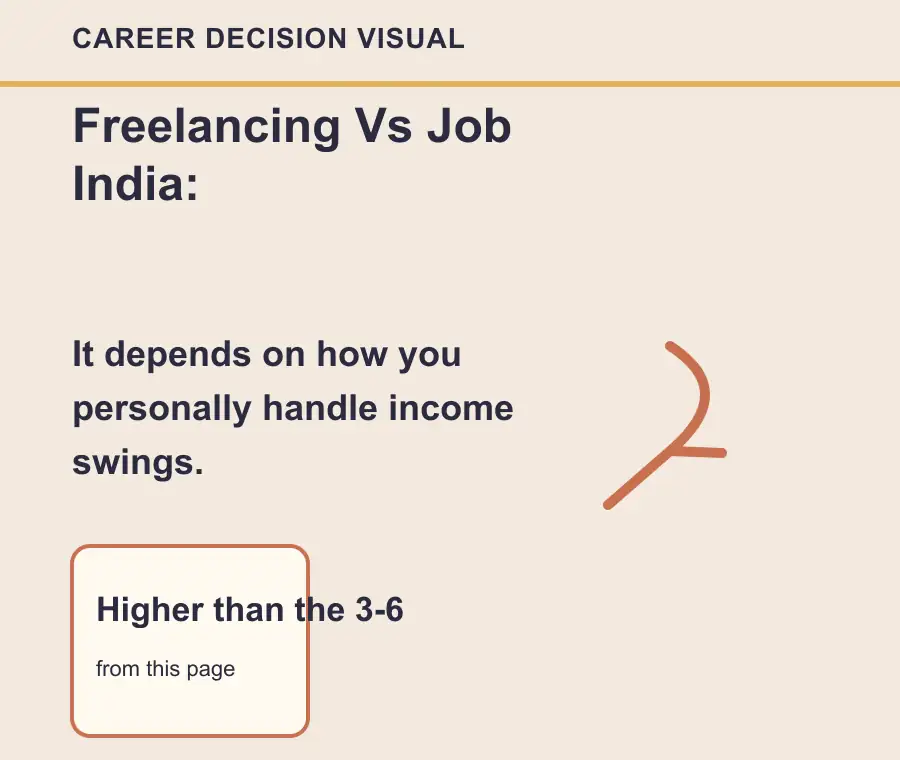 CAREER DECISION VISUAL
Freelancing Vs Job
India:
It depends on how you
personally handle income
swings.
Higher than the 3-6
from this page